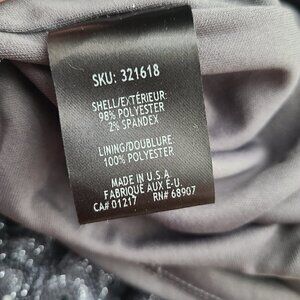 SKU: 321618
SHELL/EXTÉRIEUR:
98% POLYESTER
2% SPANDEX
LINING/DOUBLURE
100% POLYESTER
MADE IN U.S.A
FABRIQUE AUX E-U.
CA# 01217 RN# 68907